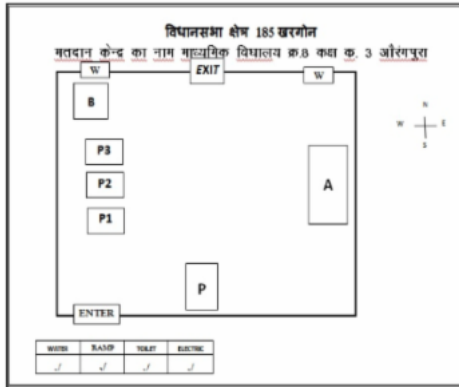 विधानसभा क्षेत्र 185 खरगोन
मतदान केन्द्र का नाम माध्यमिक विधालय क्र.8 कक्ष क. 3 औरंगपुरा
W EXIT W
B
N
W E
S
P3
P2
A
P1
P
ENTER
WATER RAMP TOILET ELECTRIC
✓ ✓ ✓ ✓